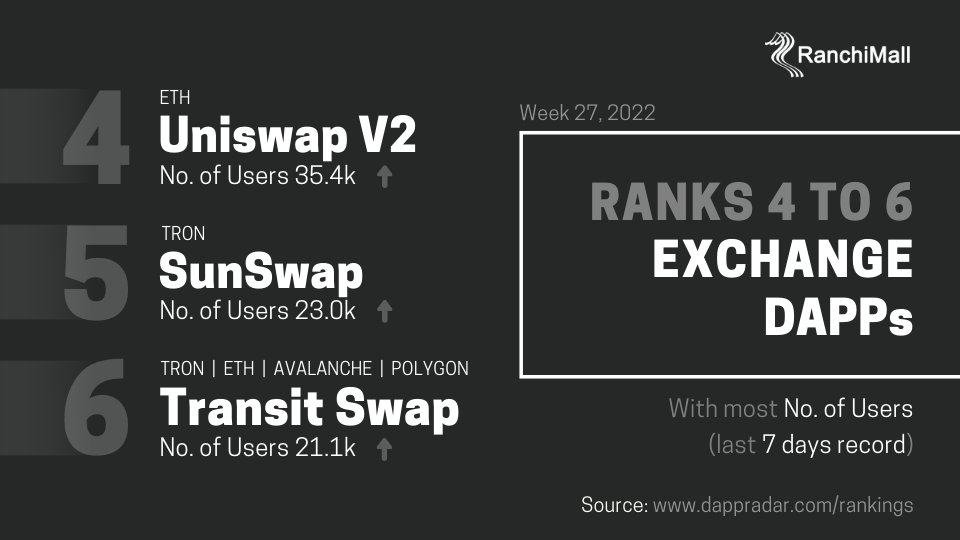 RanchiMall
4
ETH
Uniswap V2
No. of Users 35.4k
5
TRON
SunSwap
No. of Users 23.0k
6
TRON | ETH | AVALANCHE | POLYGON
Transit Swap
No. of Users 21.1k
Week 27, 2022
RANKS 4 TO 6
EXCHANGE
DAPPs
With most No. of Users
(last 7 days record)
Source: www.dappradar.com/rankings